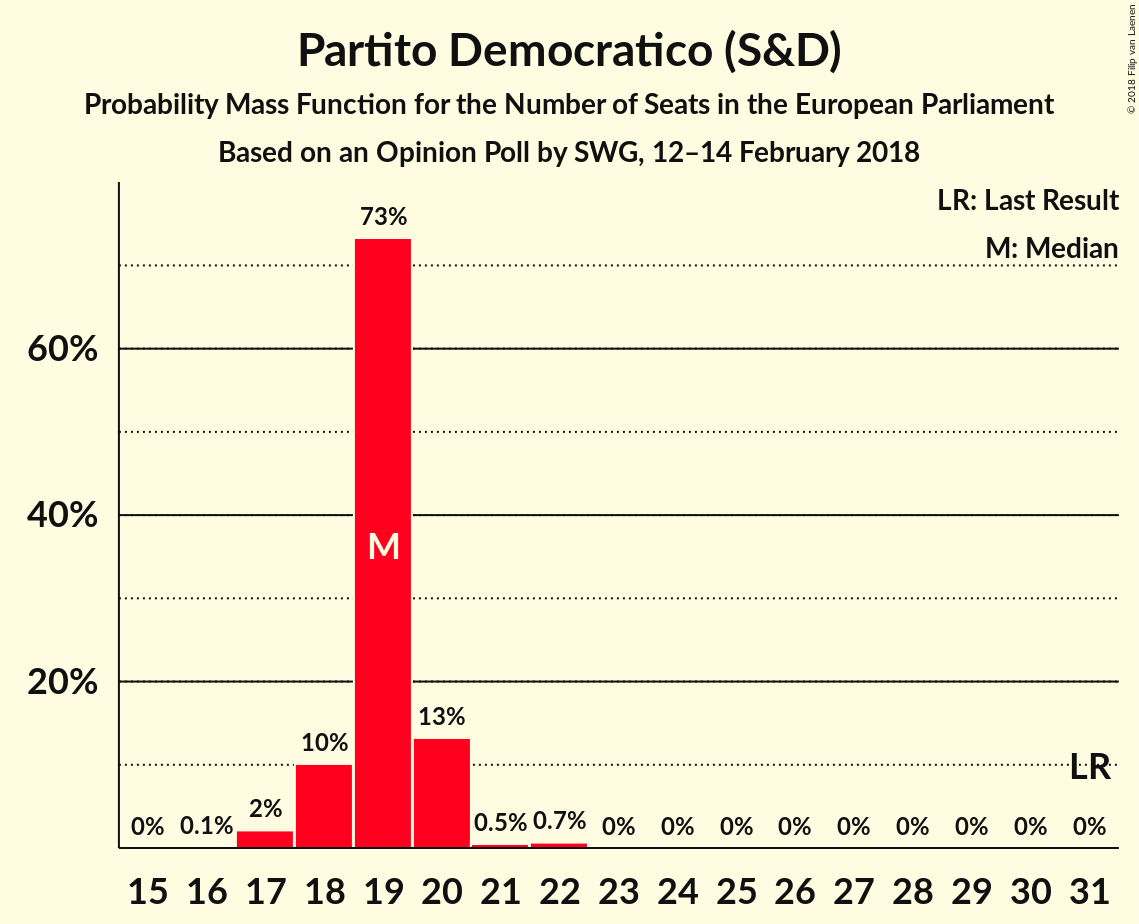 Partito Democratico (S&D)
Probability Mass Function for the Number of Seats in the European Parliament
Based on an Opinion Poll by SWG, 12–14 February 2018
© 2018 Filip van Laenen
LR: Last Result
M: Median
60%
40%
20%
0%
0.1%
2%
10%
73%
M
13%
0.5%
0.7%
0%
0%
0%
0%
0%
0%
0%
0%
0%
LR
15 16 17 18 19 20 21 22 23 24 25 26 27 28 29 30 31